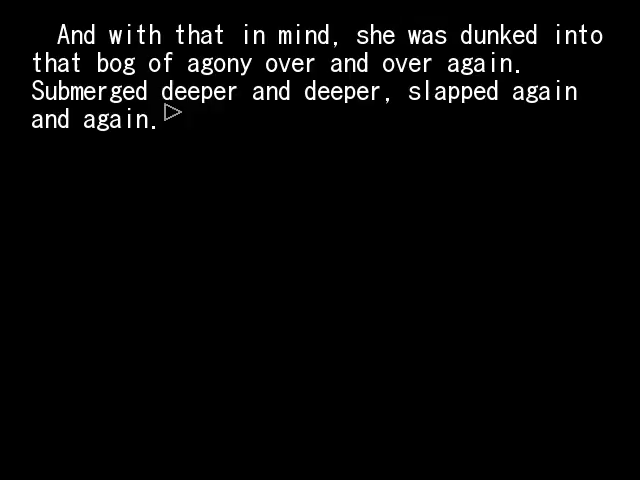 And with that in mind, she was dunked into
that bog of agony over and over again.
Submerged deeper and deeper, slapped again
and again.